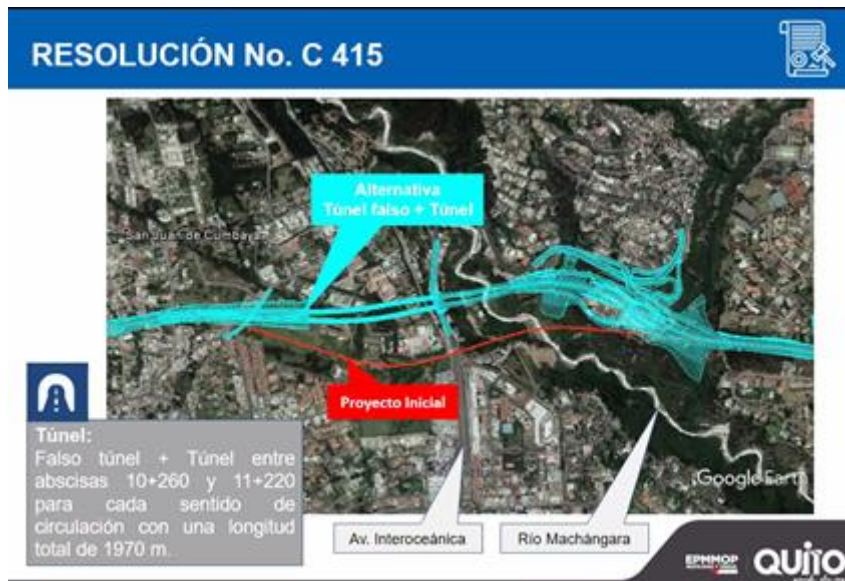 RESOLUCIÓN No. C 415
Alternativa
Túnel falso + Túnel
San Juan de Cumbayá
Proyecto Inicial
Túnel:
Falso túnel + Túnel entre
abscisas 10+260 y 11+220
para cada sentido de
circulación con una longitud
total de 1970 m.
Av. Interoceánica
Río Machángara
Google Earth
EPMMOP
QUITO